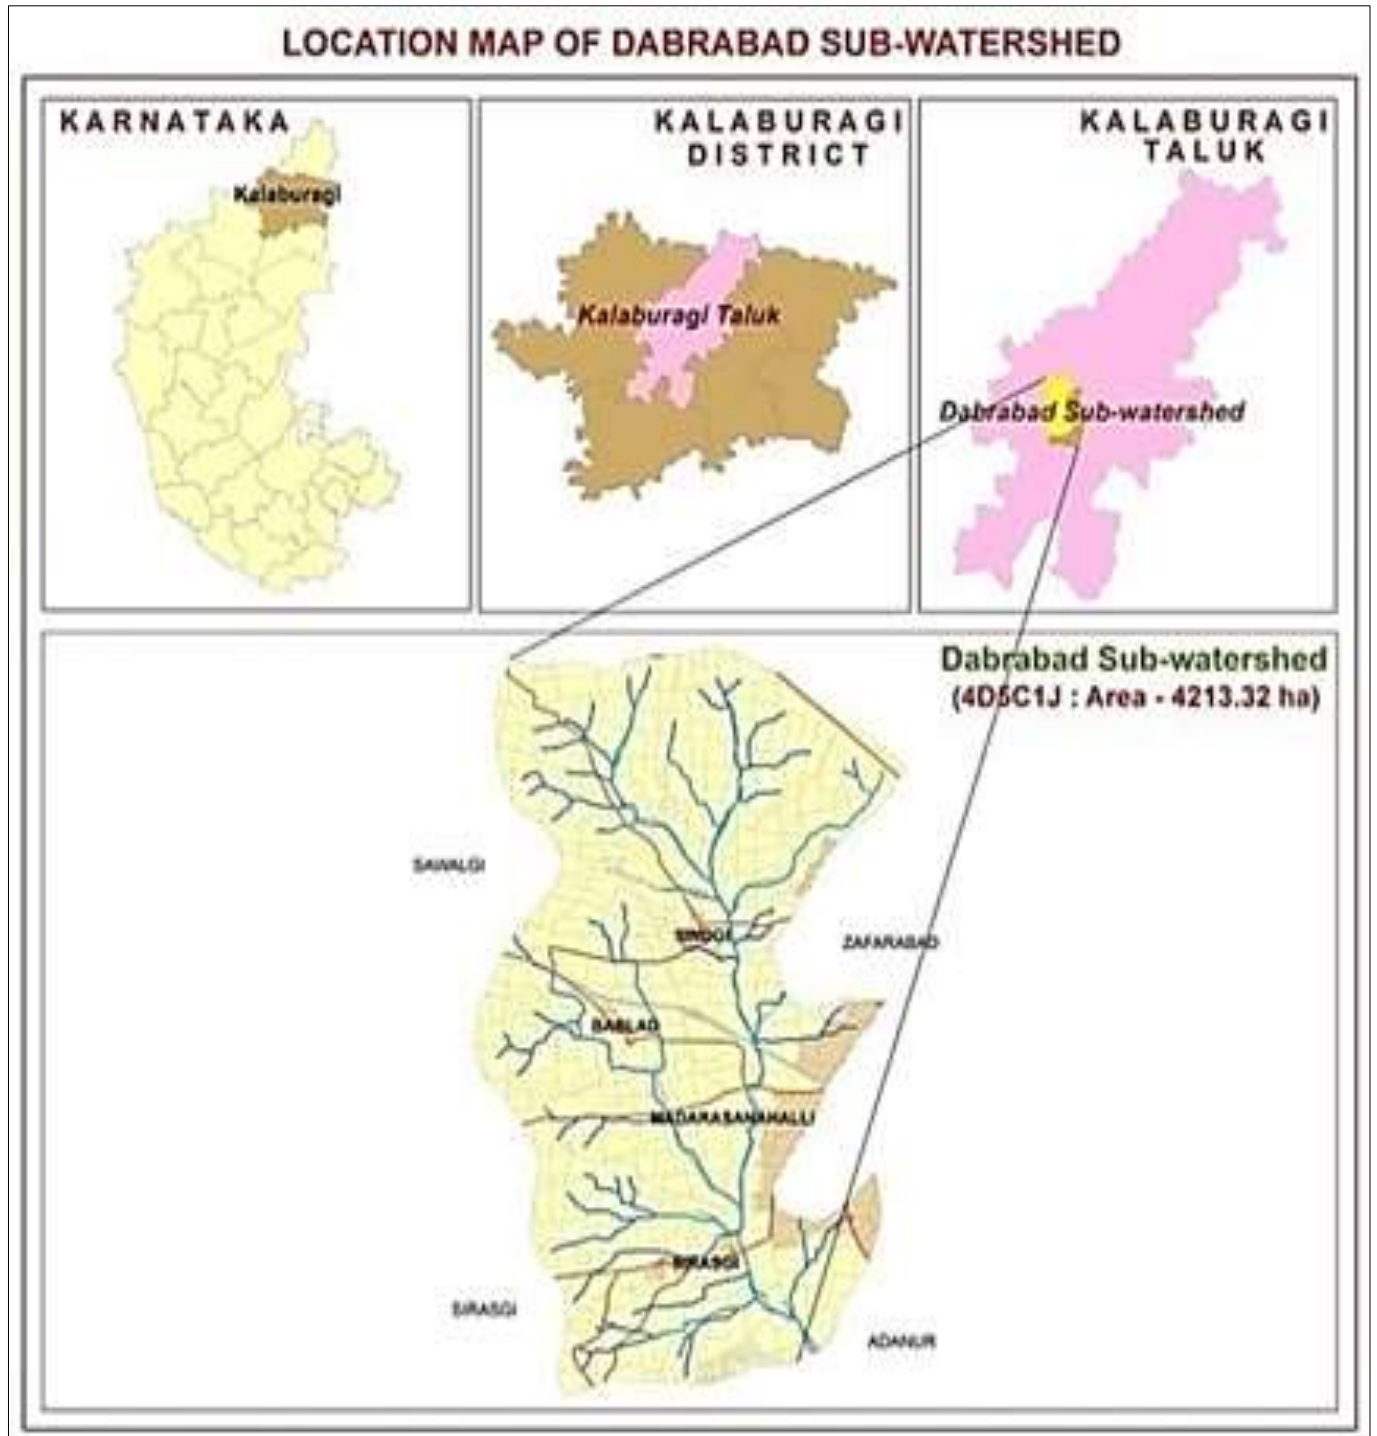 LOCATION MAP OF DABRABAD SUB-WATERSHED
KARNATAKA
Kalaburagi
KALABURAGI
DISTRICT
Kalaburagi Taluk
KALABURAGI
TALUK
Dabrabad Sub-watershed
Dabrabad Sub-watershed
(4D5C1J : Area - 4213.32 ha)
SAWALGI
SINDGI
ZAFARABAD
BABLAD
MADARASANAHALLI
SIRASGI
SIRASGI
ADANUR